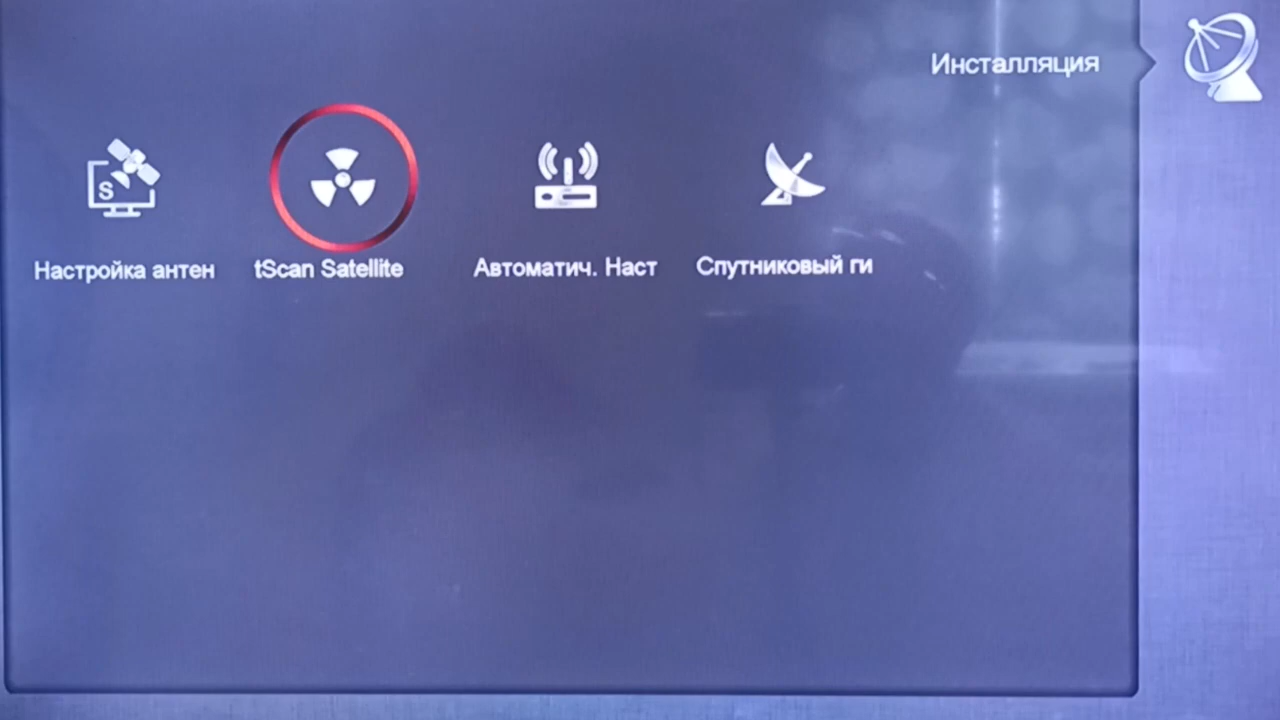 Инсталляция
S
Настройка антен
tScan Satellite
Автоматич. Наст
Спутниковый ги